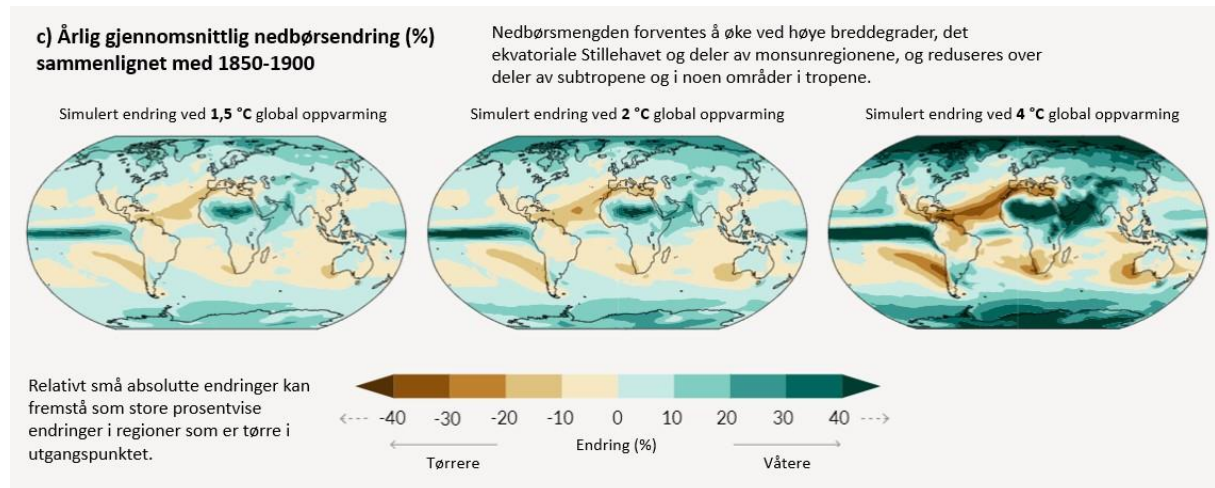 c) Årlig gjennomsnittlig nedbørsendring (%)
sammenlignet med 1850-1900
Nedbørsmengden forventes å øke ved høye breddegrader, det
ekvatoriale Stillehavet og deler av monsunregionene, og reduseres over
deler av subtropene og i noen områder i tropene.
Simulert endring ved 1,5 °C global oppvarming
Simulert endring ved 2 °C global oppvarming
Simulert endring ved 4 °C global oppvarming
Relativt små absolutte endringer kan
fremstå som store prosentvise
endringer i regioner som er tørre i
utgangspunktet.
-40 -30 -20 -10 0 10 20 30 40
Endring (%)
Tørrere
Våtere